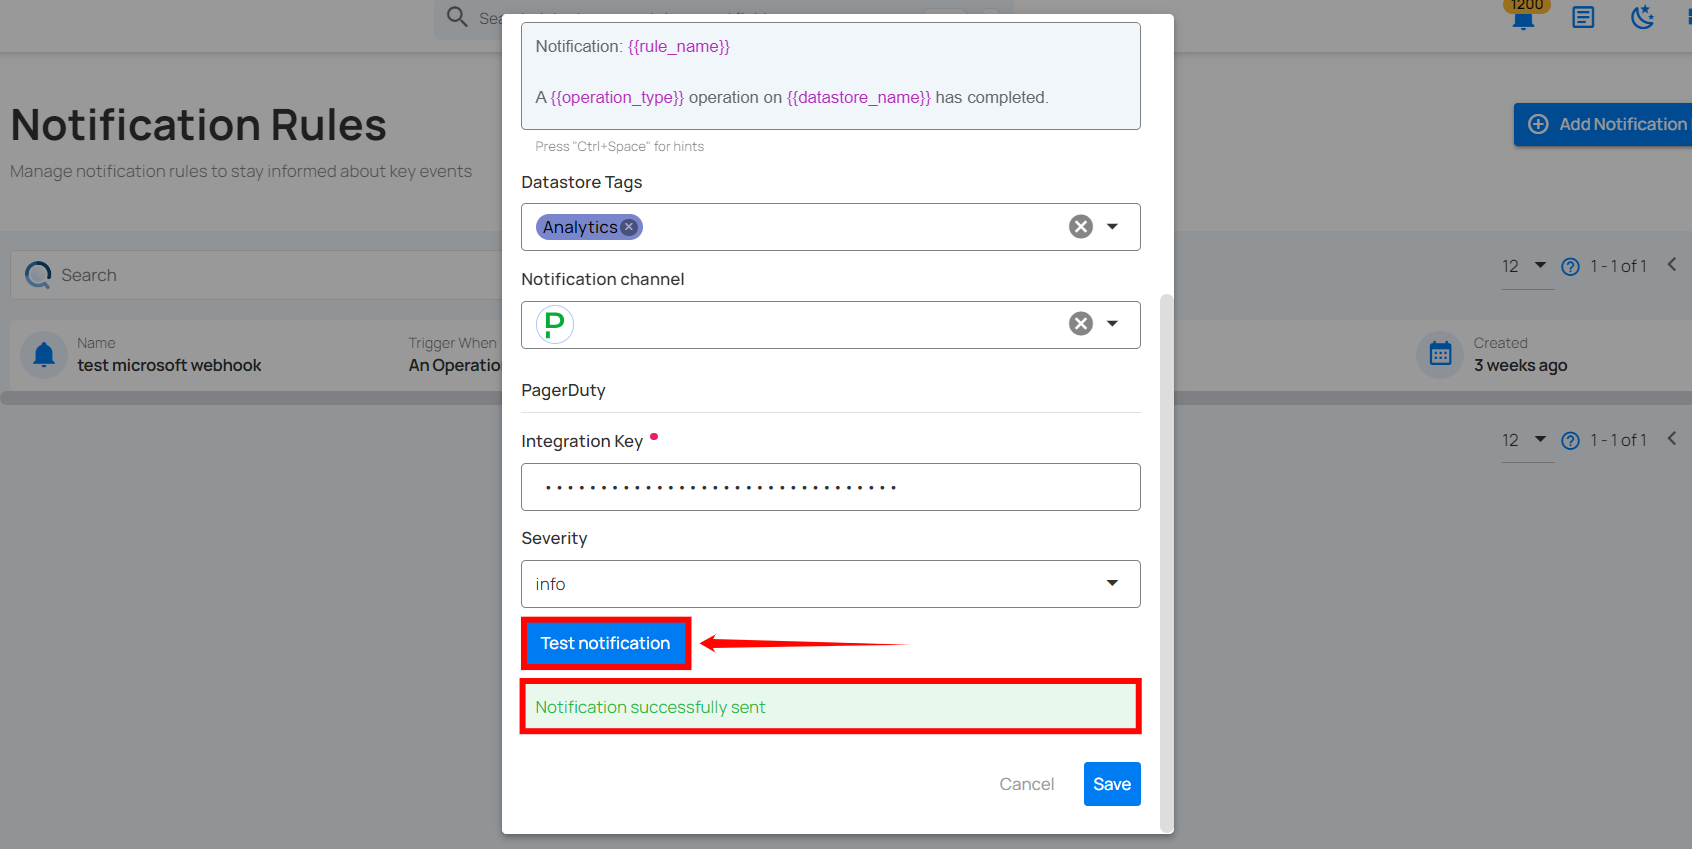 1200
Notification: {{rule_name}}
A {{operation_type}} operation on {{datastore_name}} has completed.
Press "Ctrl+Space" for hints
Notification Rules
Manage notification rules to stay informed about key events
Add Notification
Datastore Tags
Analytics
Search
12 1 - 1 of 1
Notification channel
Name
test microsoft webhook
Trigger When
An Operatio
Created
3 weeks ago
PagerDuty
Integration Key
12 1 - 1 of 1
Severity
info
Test notification
Notification successfully sent
Cancel
Save